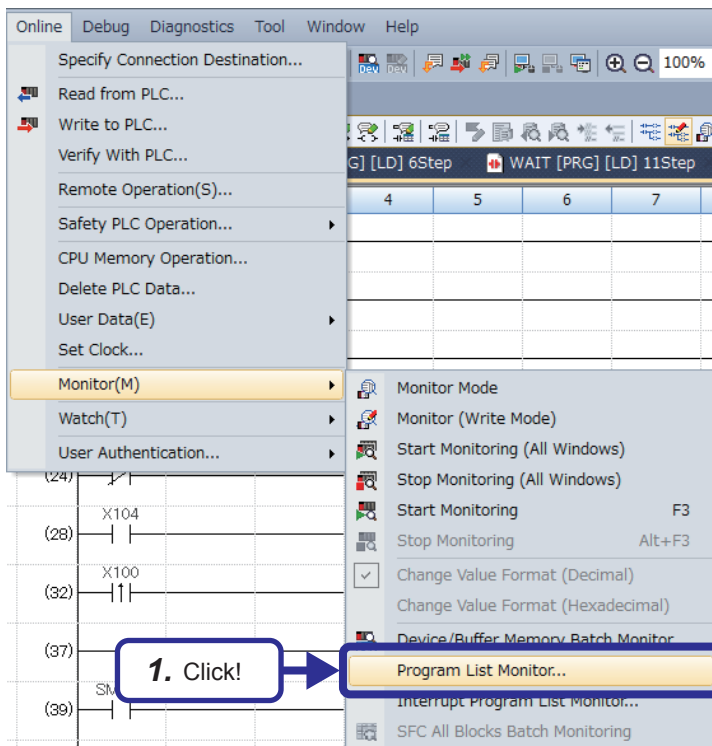 Online Debug Diagnostics Tool Window Help
Specify Connection Destination...
Dev Dev 100%
Read from PLC...
Write to PLC...
Verify With PLC...
G] [LD] 6Step WAIT [PRG] [LD] 11Step
Remote Operation(S)...
4 5 6 7
Safety PLC Operation...
CPU Memory Operation...
Delete PLC Data...
User Data(E)
Set Clock...
Monitor(M)
Watch(T)
User Authentication...
Monitor Mode
Monitor (Write Mode)
Start Monitoring (All Windows)
Stop Monitoring (All Windows)
Start Monitoring F3
Stop Monitoring Alt+F3
Change Value Format (Decimal)
Change Value Format (Hexadecimal)
Device/Buffer Memory Batch Monitor
Program List Monitor...
Interrupt Program List Monitor...
SFC All Blocks Batch Monitoring
(24)
X104
(28)
X100
(32)
(37)
1. Click!
SM
(39)